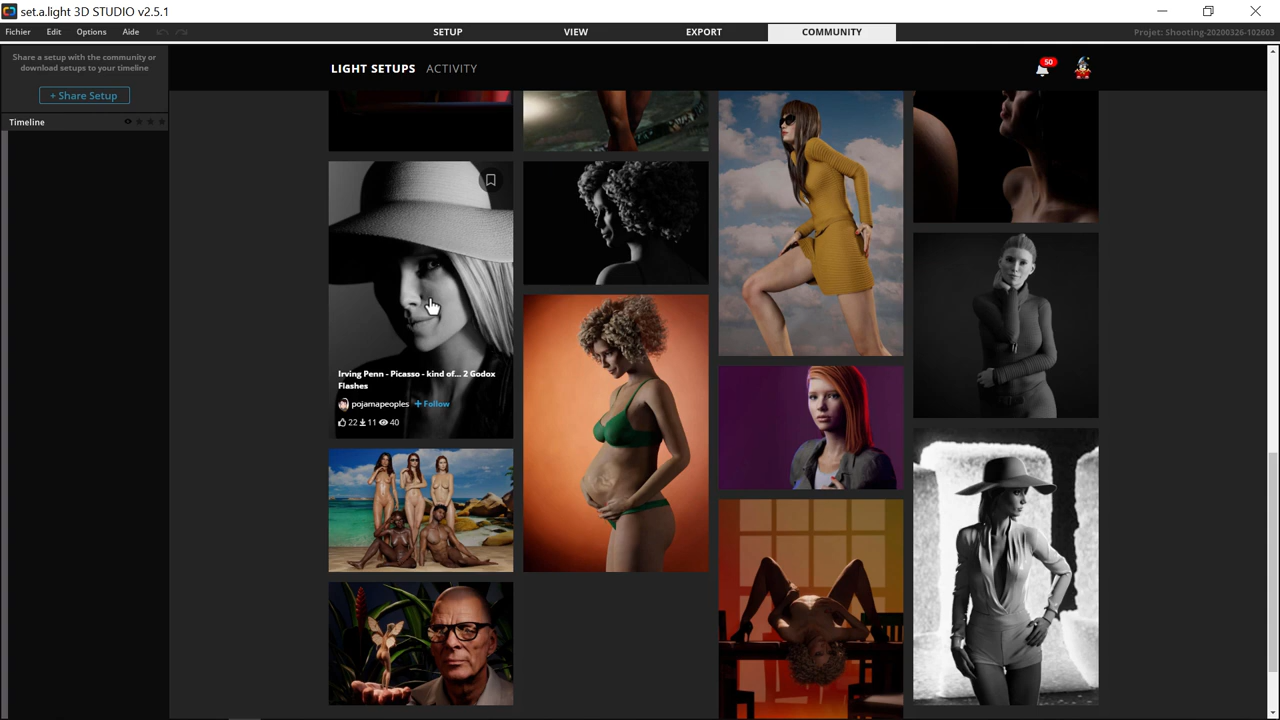 set.a.light 3D STUDIO v2.5.1
Fichier Edit Options Aide
SETUP VIEW EXPORT COMMUNITY
Projet: Shooting-20200326-102603
Share a setup with the community or
download setups to your timeline
+ Share Setup
Timeline
LIGHT SETUPS ACTIVITY
50
Irving Penn - Picasso - kind of... 2 Godox
Flashes
pojamapeoples + Follow
22 11 40